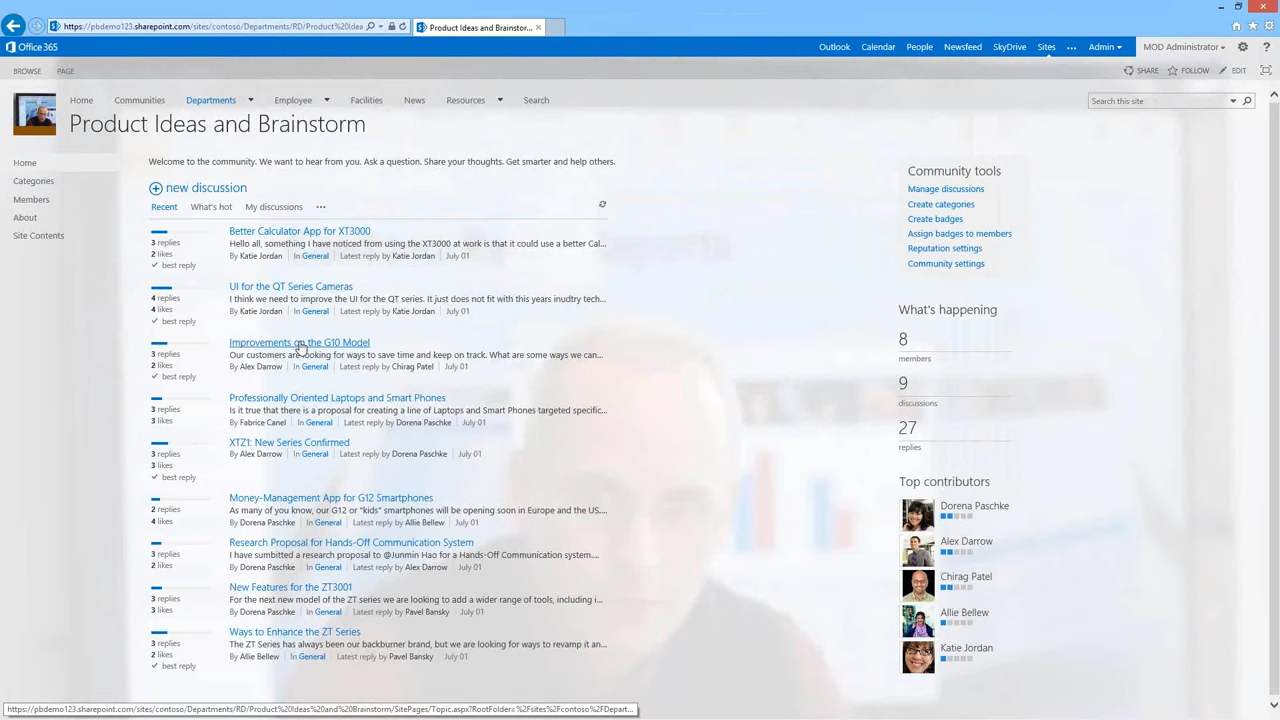 https://pbdemo123.sharepoint.com/sites/contoso/Departments/RD/Product%20Idea
Product Ideas and Brainstor...
Office 365
Outlook Calendar People Newsfeed SkyDrive Sites ... Admin MOD Administrator ?
BROWSE PAGE SHARE FOLLOW EDIT
Home Communities Departments Employee Facilities News Resources Search
Search this site
Product Ideas and Brainstorm
Home
Categories
Members
About
Site Contents
Welcome to the community. We want to hear from you. Ask a question. Share your thoughts. Get smarter and help others.
new discussion
Recent What's hot My discussions ...
Better Calculator App for XT3000
3 replies
Hello all, something I have noticed from using the XT3000 at work is that it could use a better Cal...
2 likes
By Katie Jordan In General Latest reply by Katie Jordan July 01
best reply
UI for the QT Series Cameras
4 replies
I think we need to improve the UI for the QT series. It just does not fit with this years inudtry tech...
4 likes
By Katie Jordan In General Latest reply by Katie Jordan July 01
best reply
Improvements on the G10 Model
3 replies
Our customers are looking for ways to save time and keep on track. What are some ways we can...
2 likes
By Alex Darrow In General Latest reply by Chirag Patel July 01
best reply
Professionally Oriented Laptops and Smart Phones
3 replies
Is it true that there is a proposal for creating a line of Laptops and Smart Phones targeted specific...
3 likes
By Fabrice Canel In General Latest reply by Dorena Paschke July 01
XTZ1: New Series Confirmed
3 replies
By Alex Darrow In General Latest reply by Dorena Paschke July 01
3 likes
best reply
Money-Management App for G12 Smartphones
2 replies
As many of you know, our G12 or "kids" smartphones will be opening soon in Europe and the US....
4 likes
By Dorena Paschke In General Latest reply by Allie Bellew July 01
Research Proposal for Hands-Off Communication System
3 replies
I have sumbitted a research proposal to @Junmin Hao for a Hands-Off Communication system....
2 likes
By Dorena Paschke In General Latest reply by Alex Darrow July 01
New Features for the ZT3001
3 replies
For the next new model of the ZT series we are looking to add a wider range of tools, including i...
3 likes
By Dorena Paschke In General Latest reply by Pavel Bansky July 01
Ways to Enhance the ZT Series
3 replies
The ZT Series has always been our backburner brand, but we are looking for ways to revamp it an...
2 likes
By Allie Bellew In General Latest reply by Pavel Bansky July 01
best reply
Community tools
Manage discussions
Create categories
Create badges
Assign badges to members
Reputation settings
Community settings
What's happening
8
members
9
discussions
27
replies
Top contributors
Dorena Paschke
Alex Darrow
Chirag Patel
Allie Bellew
Katie Jordan
https://pbdemo123.sharepoint.com/sites/contoso/Departments/RD/Product%20Ideas%20and%20Brainstorm/SitePages/Topic.aspx?RootFolder=%2Fsites%2Fcontoso%2FDepart...